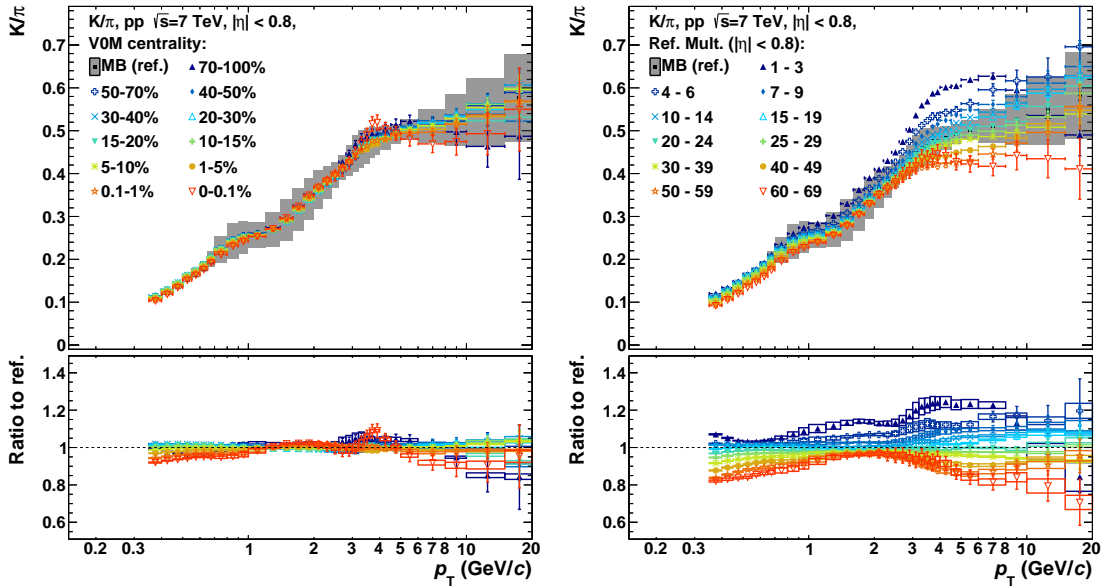 K/π
K/π, pp √s=7 TeV, |η| < 0.8,
V0M centrality:
MB (ref.) 70-100%
50-70% 40-50%
30-40% 20-30%
15-20% 10-15%
5-10% 1-5%
0.1-1% 0-0.1%
0.7
0.6
0.5
0.4
0.3
0.2
0.1
0
Ratio to ref.
1.4
1.2
1
0.8
0.6
0.2 0.3 1 2 3 4 5 6 7 8 10 20
p_T (GeV/c)
K/π
K/π, pp √s=7 TeV, |η| < 0.8,
Ref. Mult. (|η| < 0.8):
MB (ref.) 1 - 3
4 - 6 7 - 9
10 - 14 15 - 19
20 - 24 25 - 29
30 - 39 40 - 49
50 - 59 60 - 69
0.7
0.6
0.5
0.4
0.3
0.2
0.1
0
Ratio to ref.
1.4
1.2
1
0.8
0.6
0.2 0.3 1 2 3 4 5 6 7 8 10 20
p_T (GeV/c)